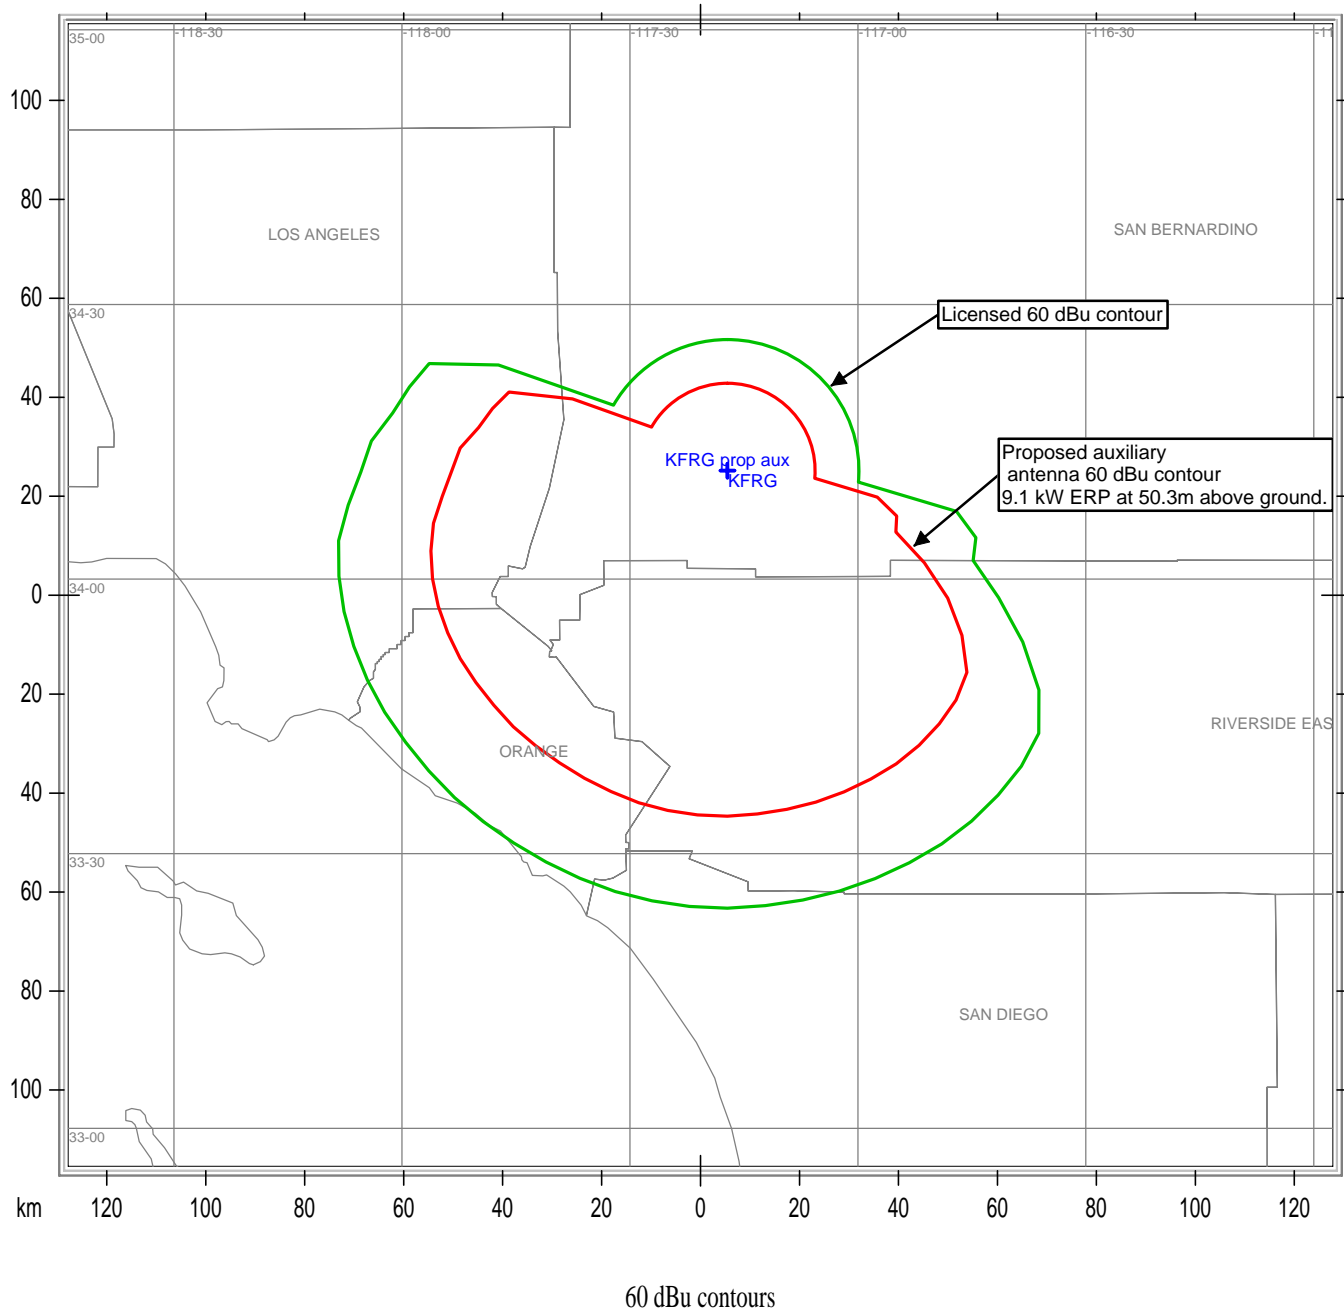 -118-30
-118-00
-117-30
-117-00
-116-30
-11
35-00
100
80
LOS ANGELES
SAN BERNARDINO
60
34-30
Licensed 60 dBu contour
40
Proposed auxiliary
antenna 60 dBu contour
9.1 kW ERP at 50.3m above ground.
KFRG prop aux
KFRG
20
34-00
0
20
RIVERSIDE EAS
ORANGE
40
33-30
60
80
SAN DIEGO
100
33-00
km 120 100 80 60 40 20 0 20 40 60 80 100 120
60 dBu contours